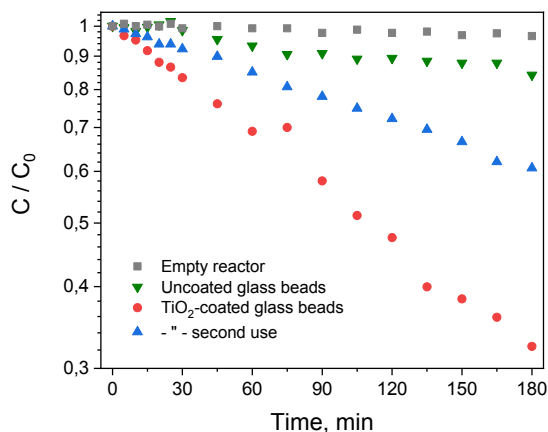 1
0,9
0,8
0,7
0,6
0,5
0,4
0,3
C / C₀
Empty reactor
Uncoated glass beads
TiO₂-coated glass beads
- " - second use
0 30 60 90 120 150 180
Time, min